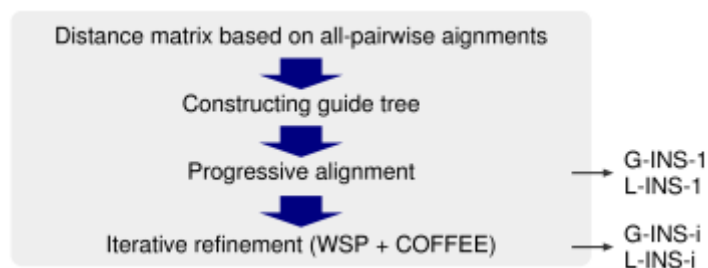 Distance matrix based on all-pairwise aignments
Constructing guide tree
Progressive alignment
G-INS-1
L-INS-1
Iterative refinement (WSP + COFFEE)
G-INS-i
L-INS-i